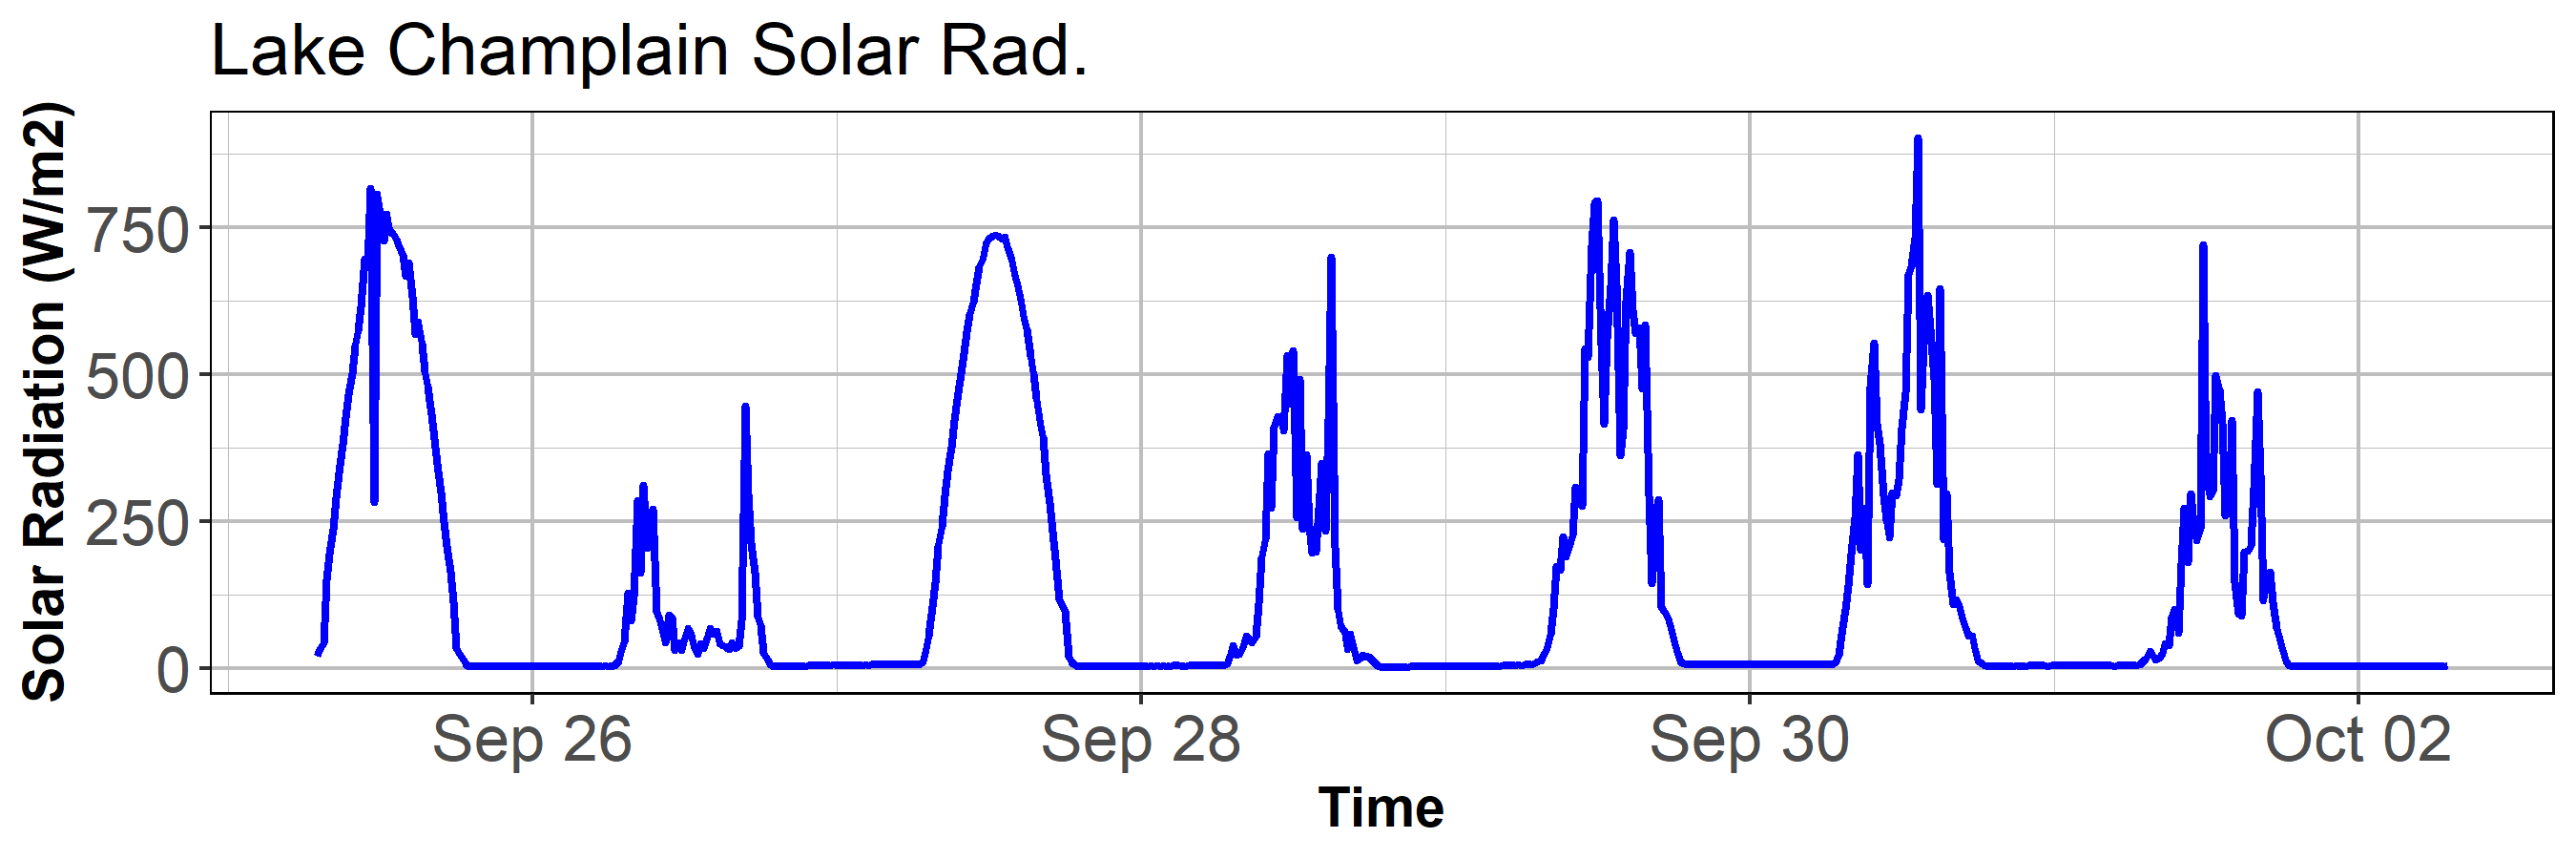 Lake Champlain Solar Rad.
Solar Radiation (W/m2)
750
500
250
0
Sep 26 Sep 28 Sep 30 Oct 02
Time